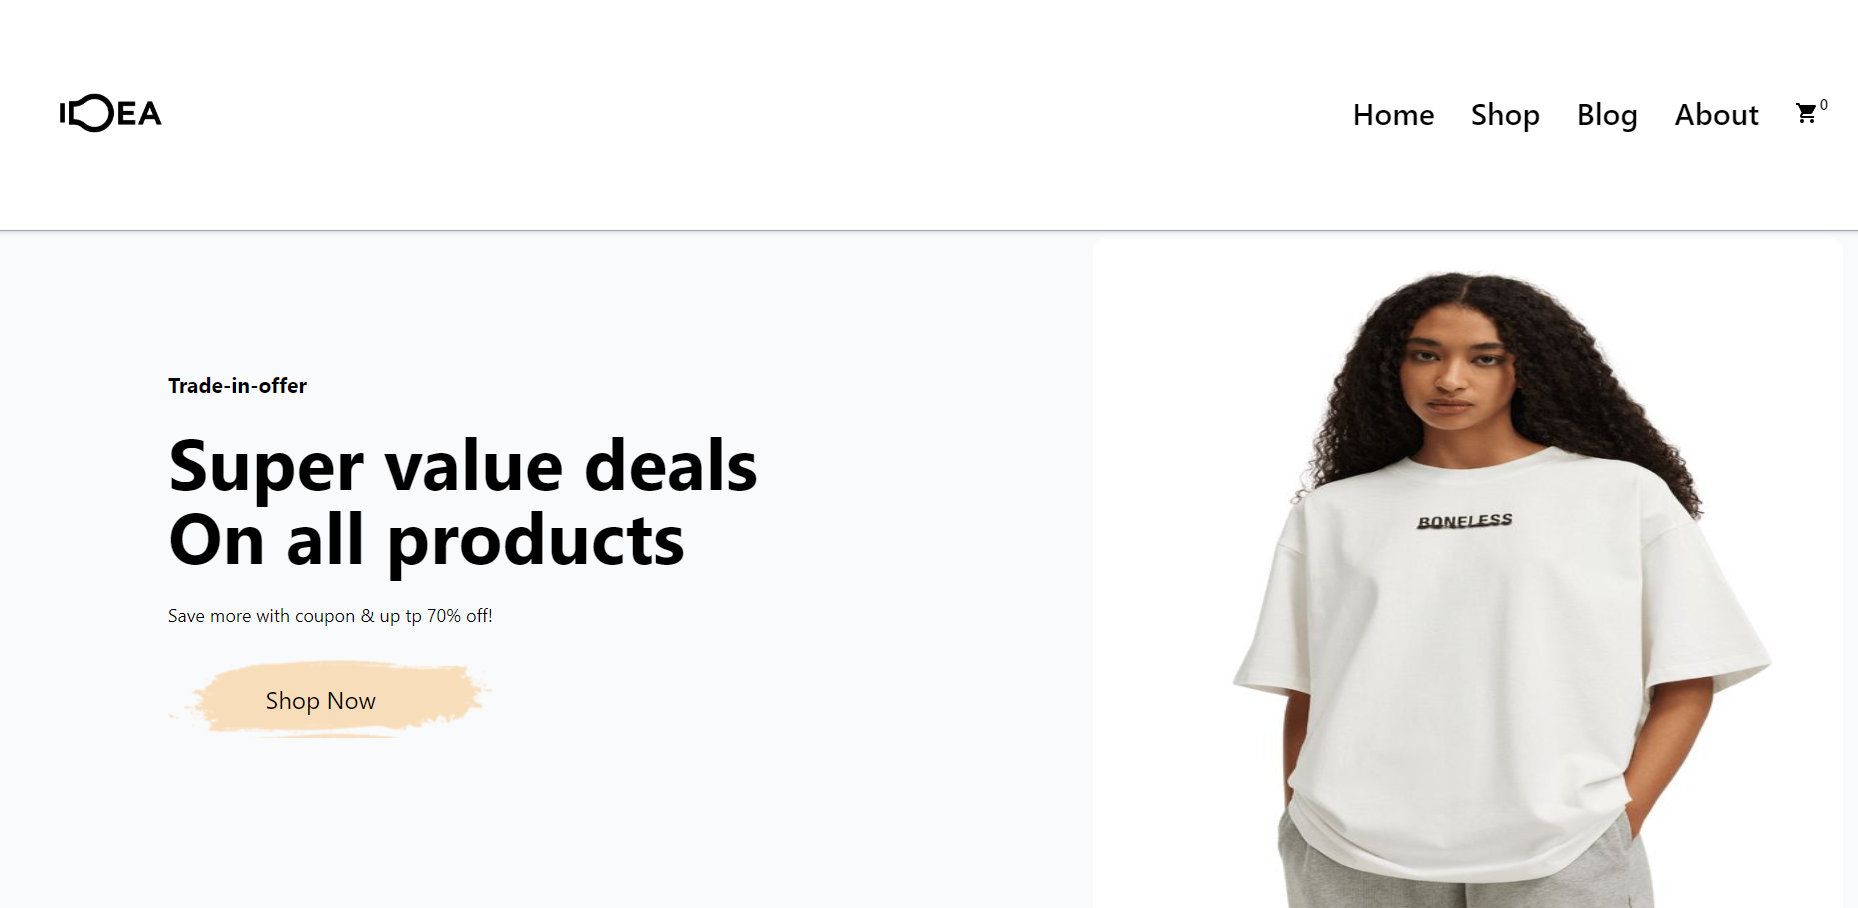 IDEA
Home Shop Blog About 0
Trade-in-offer
Super value deals
On all products
Save more with coupon & up tp 70% off!
Shop Now
BONELESS